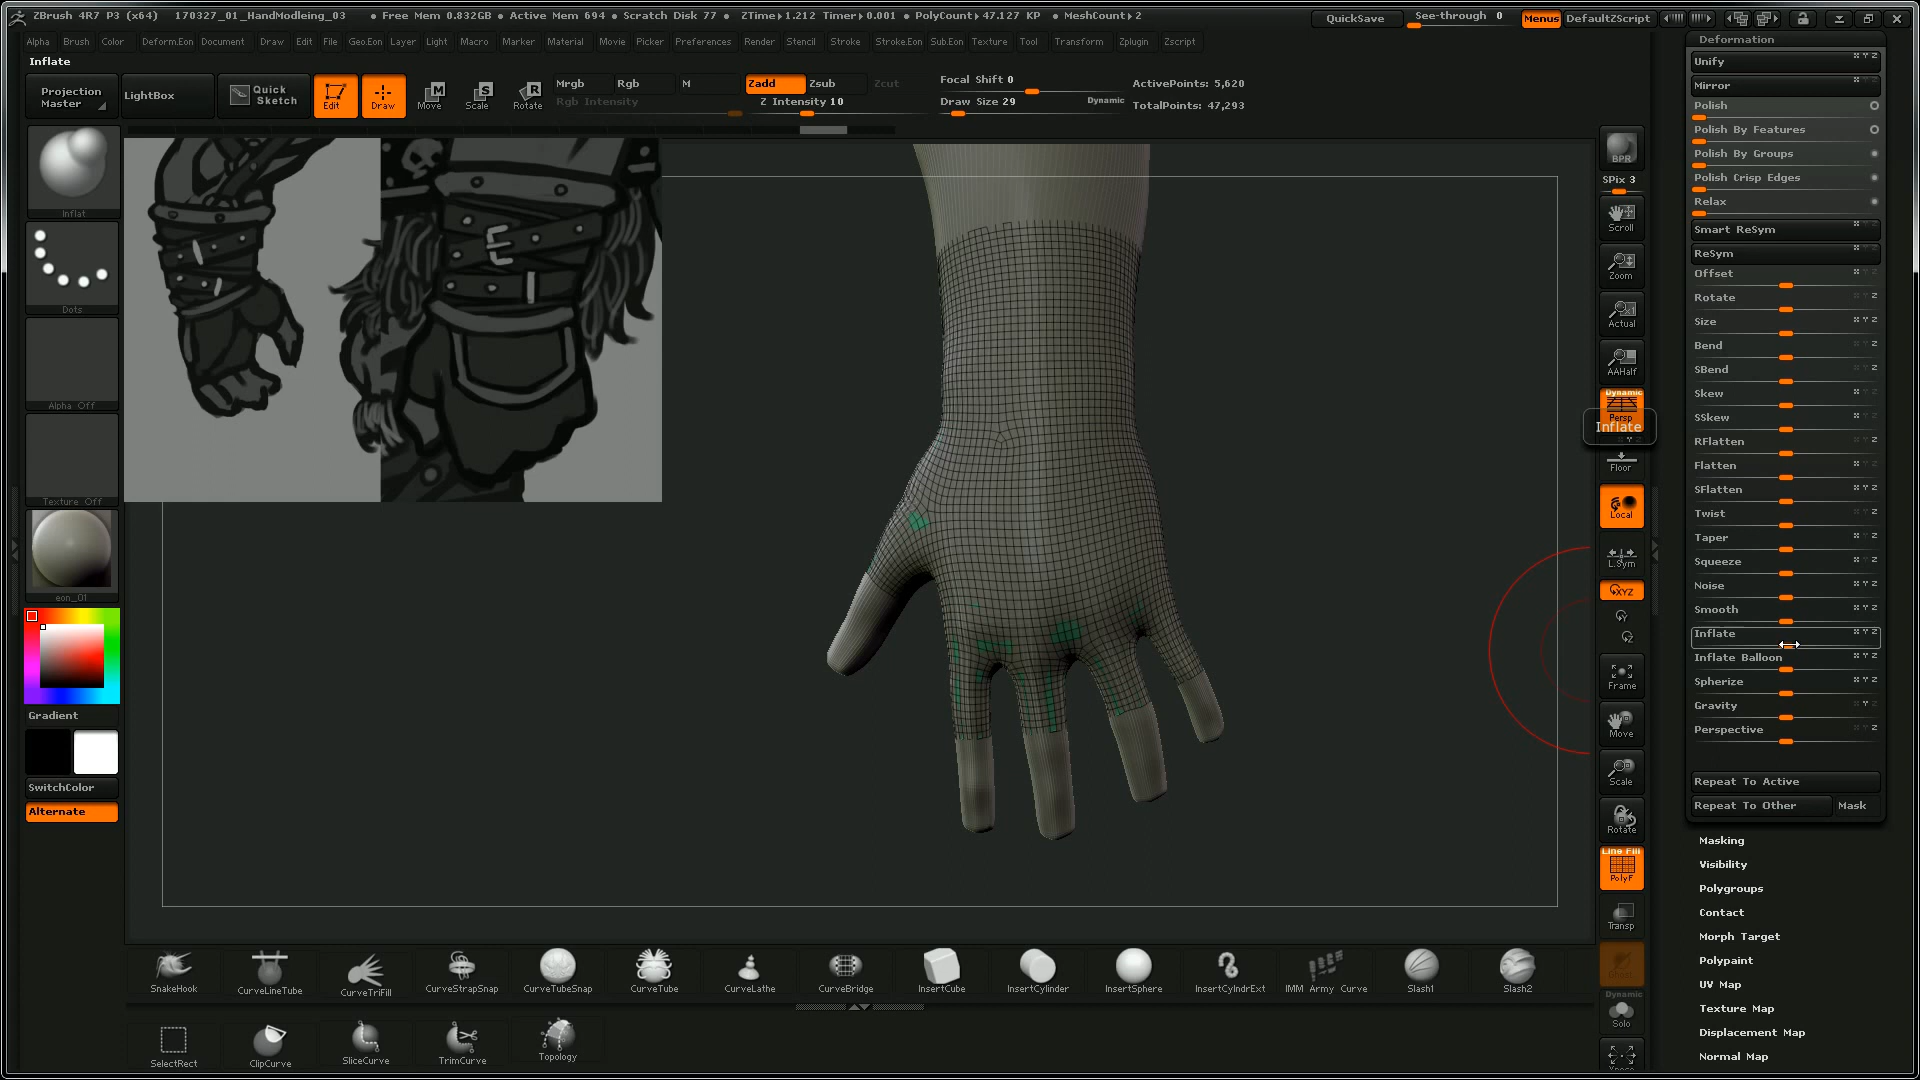 ZBrush 4R7 P3 (x64) 170327_01_HandModleing_03 • Free Mem 0.832GB • Active Mem 694 • Scratch Disk 77 • ZTime▸1.212 Timer▸0.001 • PolyCount▸47.127 KP • MeshCount▸2
QuickSave See-through 0 Menus DefaultZScript
Alpha Brush Color Deform.Eon Document Draw Edit File Geo.Eon Layer Light Macro Marker Material Movie Picker Preferences Render Stencil Stroke Stroke.Eon Sub.Eon Texture Tool Transform Zplugin Zscript
Inflate
Projection Master
LightBox
Quick Sketch
Edit
Draw
Move
Scale
Rotate
Mrgb Rgb M Zadd Zsub Zcut
Rgb Intensity Z Intensity 10
Focal Shift 0
Draw Size 29 Dynamic
ActivePoints: 5,620
TotalPoints: 47,293
Inflat
Dots
Alpha Off
Texture Off
eon_01
Gradient
SwitchColor
Alternate
BPR
SPix 3
Scroll
Zoom
Actual
AAHalf
Dynamic
Persp
Inflate
Floor
Local
L.Sym
XYZ
Y
Z
Frame
Move
Scale
Rotate
Line Fill
PolyF
Transp
Ghost
Dynamic
Solo
Xpose
Deformation
Unify
Mirror
Polish
Polish By Features
Polish By Groups
Polish Crisp Edges
Relax
Smart ReSym
ReSym
Offset
Rotate
Size
Bend
SBend
Skew
SSkew
RFlatten
Flatten
SFlatten
Twist
Taper
Squeeze
Noise
Smooth
Inflate
Inflate Balloon
Spherize
Gravity
Perspective
Repeat To Active
Repeat To Other Mask
Masking
Visibility
Polygroups
Contact
Morph Target
Polypaint
UV Map
Texture Map
Displacement Map
Normal Map
SnakeHook CurveLineTube CurveTriFill CurveStrapSnap CurveTubeSnap CurveTube CurveLathe CurveBridge InsertCube InsertCylinder InsertSphere InsertCylndrExt IMM Army Curve Slash1 Slash2
SelectRect ClipCurve SliceCurve TrimCurve Topology